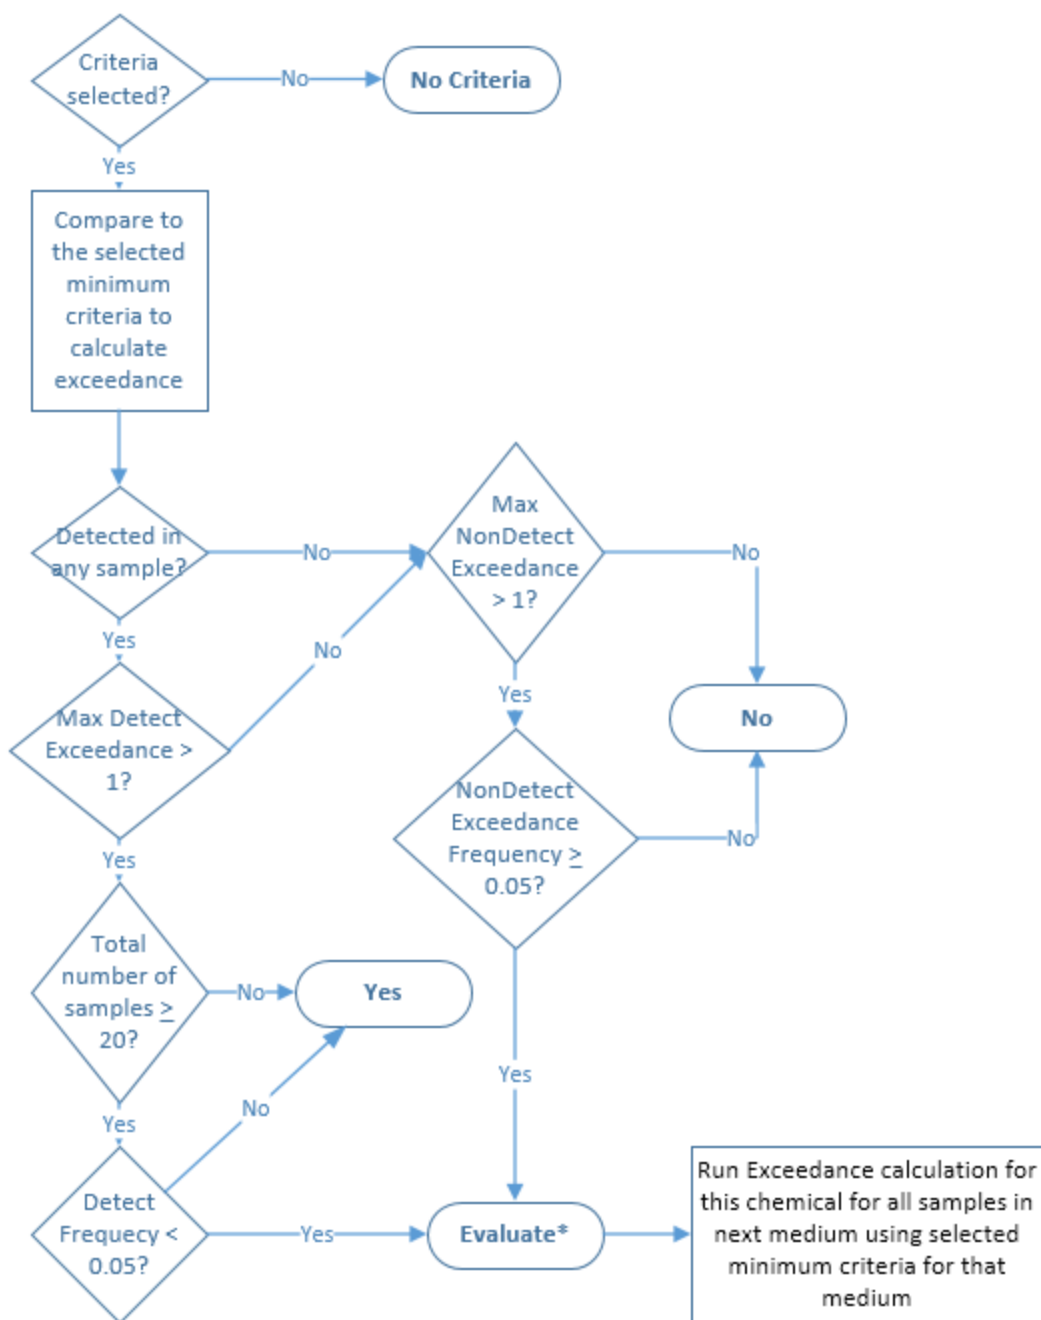 Criteria
selected?
No
No Criteria
Yes
Compare to
the selected
minimum
criteria to
calculate
exceedance
Detected in
any sample?
No
Max
NonDetect
Exceedance
> 1?
No
Yes
No
Yes
Max Detect
Exceedance >
1?
No
NonDetect
Exceedance
Frequency ≥
0.05?
No
Yes
Total
number of
samples ≥
20?
No
Yes
Yes
No
Yes
Detect
Frequecy <
0.05?
Yes
Evaluate*
Run Exceedance calculation for
this chemical for all samples in
next medium using selected
minimum criteria for that
medium